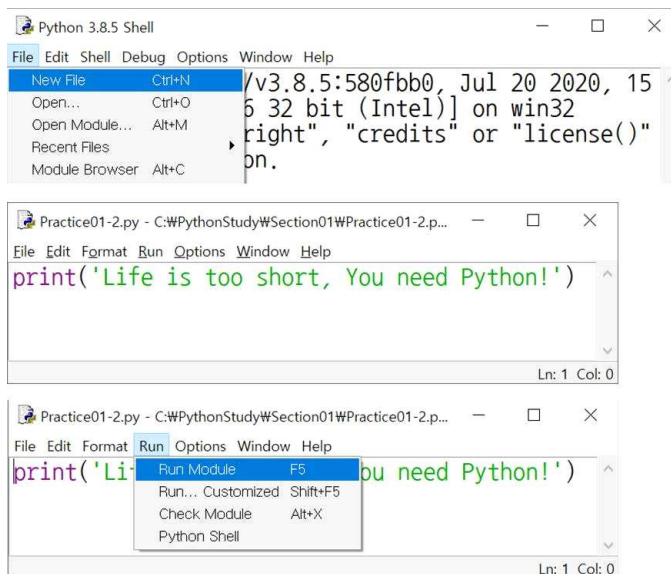 Python 3.8.5 Shell
File Edit Shell Debug Options Window Help
New File Ctrl+N
/v3.8.5:580fbb0, Jul 20 2020, 15
Open... Ctrl+O
6 32 bit (Intel)] on win32
Open Module... Alt+M
right", "credits" or "license()"
Recent Files
on.
Module Browser Alt+C
Practice01-2.py - C:₩PythonStudy₩Section01₩Practice01-2.p...
File Edit Format Run Options Window Help
print('Life is too short, You need Python!')
Ln: 1 Col: 0
Practice01-2.py - C:₩PythonStudy₩Section01₩Practice01-2.p...
File Edit Format Run Options Window Help
print('Li ou need Python!')
Run Module F5
Run... Customized Shift+F5
Check Module Alt+X
Python Shell
Ln: 1 Col: 0